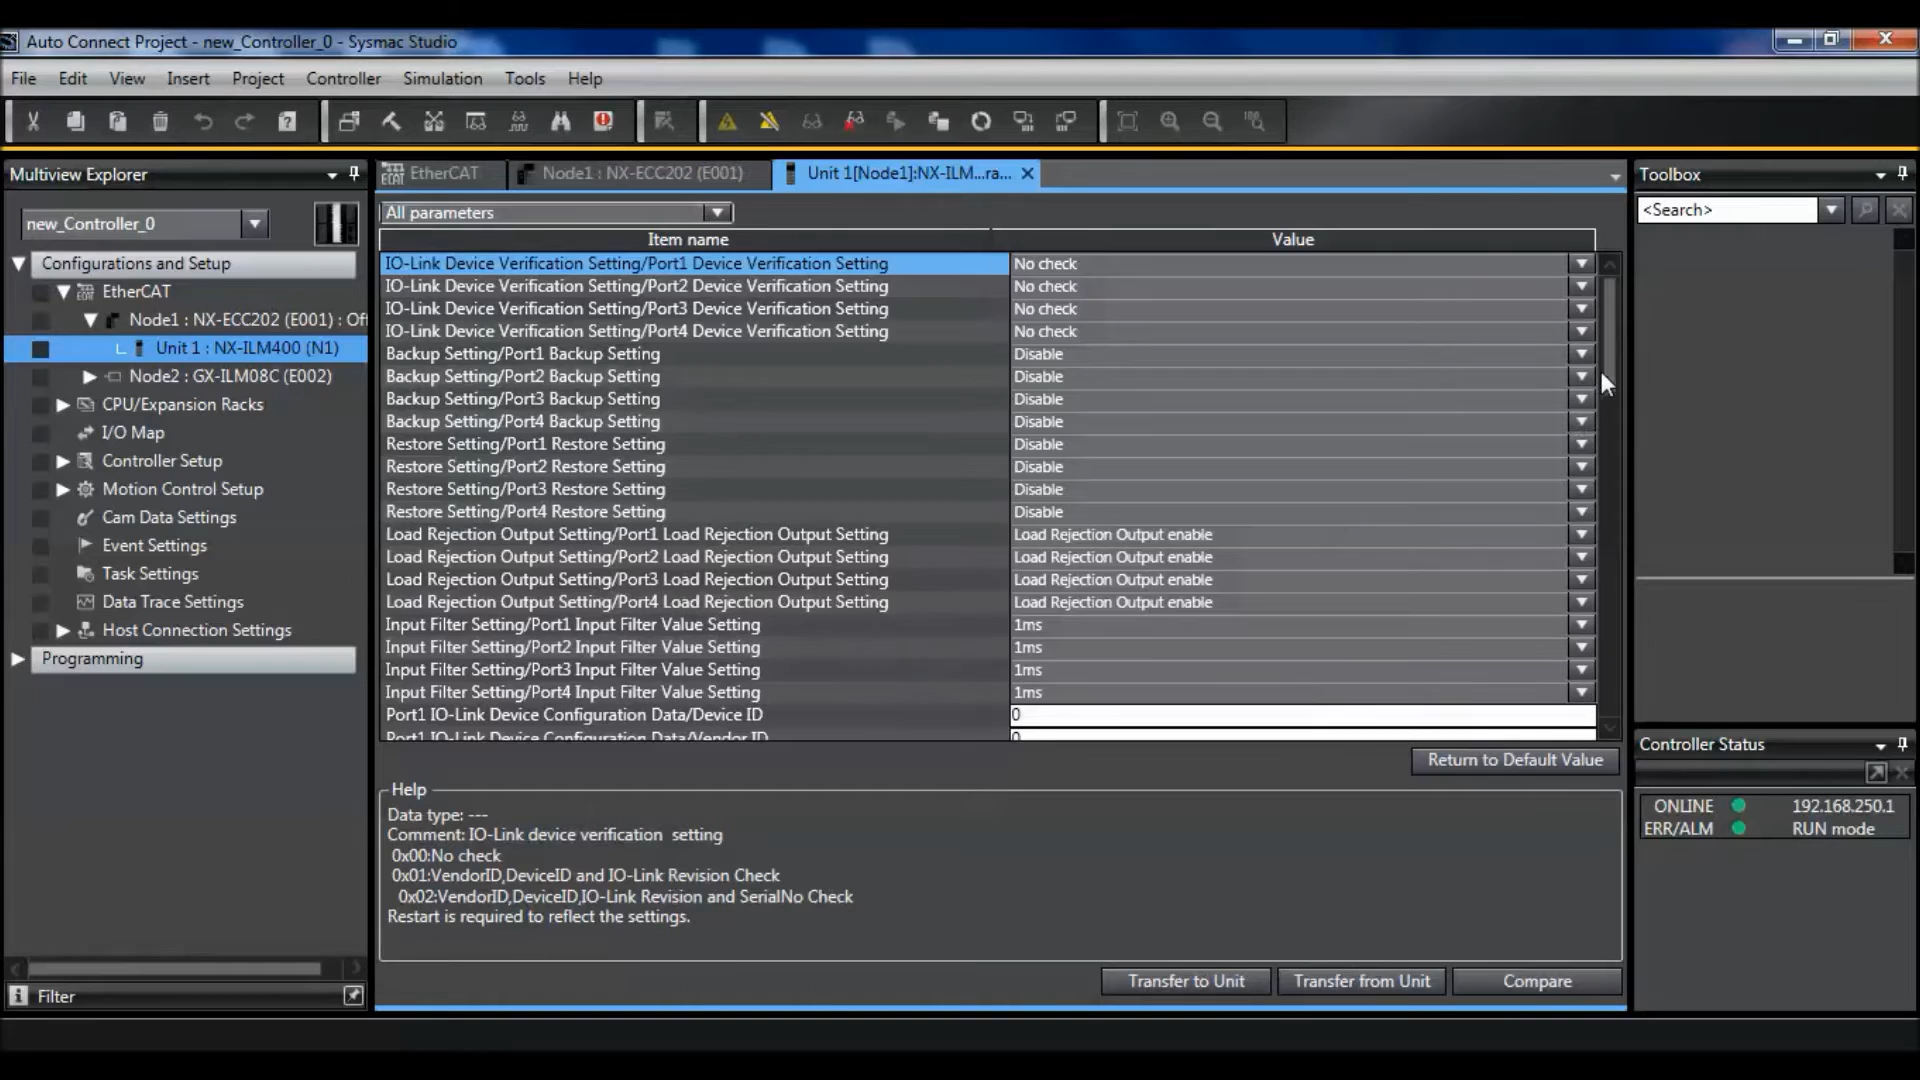 Auto Connect Project - new_Controller_0 - Sysmac Studio
File Edit View Insert Project Controller Simulation Tools Help
Multiview Explorer
new_Controller_0
Configurations and Setup
EtherCAT
Node1 : NX-ECC202 (E001) : Off
Unit 1 : NX-ILM400 (N1)
Node2 : GX-ILM08C (E002)
CPU/Expansion Racks
I/O Map
Controller Setup
Motion Control Setup
Cam Data Settings
Event Settings
Task Settings
Data Trace Settings
Host Connection Settings
Programming
Filter
EtherCAT
Node1 : NX-ECC202 (E001)
Unit 1[Node1]:NX-ILM...ra...
All parameters
Item name Value
IO-Link Device Verification Setting/Port1 Device Verification Setting No check
IO-Link Device Verification Setting/Port2 Device Verification Setting No check
IO-Link Device Verification Setting/Port3 Device Verification Setting No check
IO-Link Device Verification Setting/Port4 Device Verification Setting No check
Backup Setting/Port1 Backup Setting Disable
Backup Setting/Port2 Backup Setting Disable
Backup Setting/Port3 Backup Setting Disable
Backup Setting/Port4 Backup Setting Disable
Restore Setting/Port1 Restore Setting Disable
Restore Setting/Port2 Restore Setting Disable
Restore Setting/Port3 Restore Setting Disable
Restore Setting/Port4 Restore Setting Disable
Load Rejection Output Setting/Port1 Load Rejection Output Setting Load Rejection Output enable
Load Rejection Output Setting/Port2 Load Rejection Output Setting Load Rejection Output enable
Load Rejection Output Setting/Port3 Load Rejection Output Setting Load Rejection Output enable
Load Rejection Output Setting/Port4 Load Rejection Output Setting Load Rejection Output enable
Input Filter Setting/Port1 Input Filter Value Setting 1ms
Input Filter Setting/Port2 Input Filter Value Setting 1ms
Input Filter Setting/Port3 Input Filter Value Setting 1ms
Input Filter Setting/Port4 Input Filter Value Setting 1ms
Port1 IO-Link Device Configuration Data/Device ID 0
Port1 IO-Link Device Configuration Data/Vendor ID 0
Return to Default Value
Help
Data type: ---
Comment: IO-Link device verification setting
0x00:No check
0x01:VendorID,DeviceID and IO-Link Revision Check
0x02:VendorID,DeviceID,IO-Link Revision and SerialNo Check
Restart is required to reflect the settings.
Transfer to Unit Transfer from Unit Compare
Toolbox
<Search>
Controller Status
ONLINE 192.168.250.1
ERR/ALM RUN mode